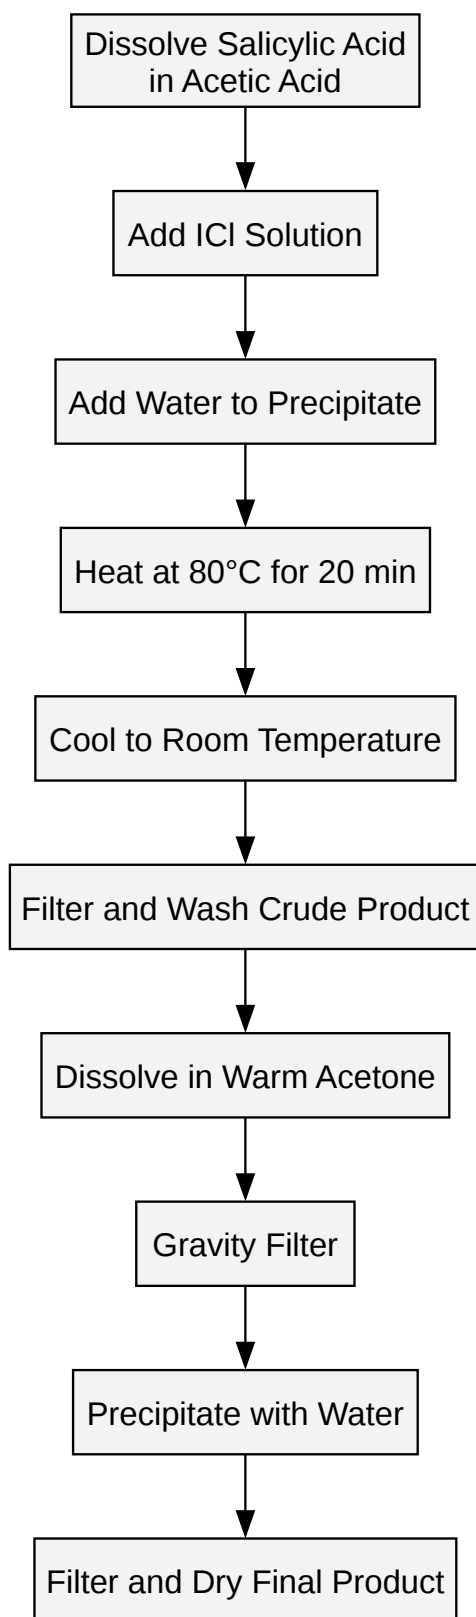 Dissolve Salicylic Acid
in Acetic Acid
Add ICl Solution
Add Water to Precipitate
Heat at 80°C for 20 min
Cool to Room Temperature
Filter and Wash Crude Product
Dissolve in Warm Acetone
Gravity Filter
Precipitate with Water
Filter and Dry Final Product